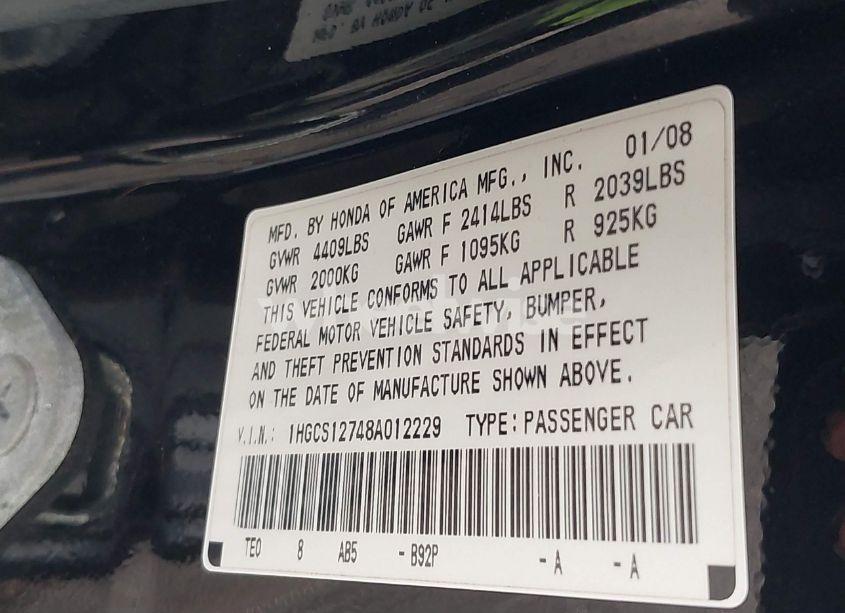 MFD. BY HONDA OF AMERICA MFG., INC. 01/08
GVWR 4409LBS GAWR F 2414LBS R 2039LBS
GVWR 2000KG GAWR F 1095KG R 925KG
THIS VEHICLE CONFORMS TO ALL APPLICABLE
FEDERAL MOTOR VEHICLE SAFETY, BUMPER,
AND THEFT PREVENTION STANDARDS IN EFFECT
ON THE DATE OF MANUFACTURE SHOWN ABOVE.
V.I.N.: 1HGCS12748A012229 TYPE:PASSENGER CAR
TE0 8 AB5 -B92P -A -A